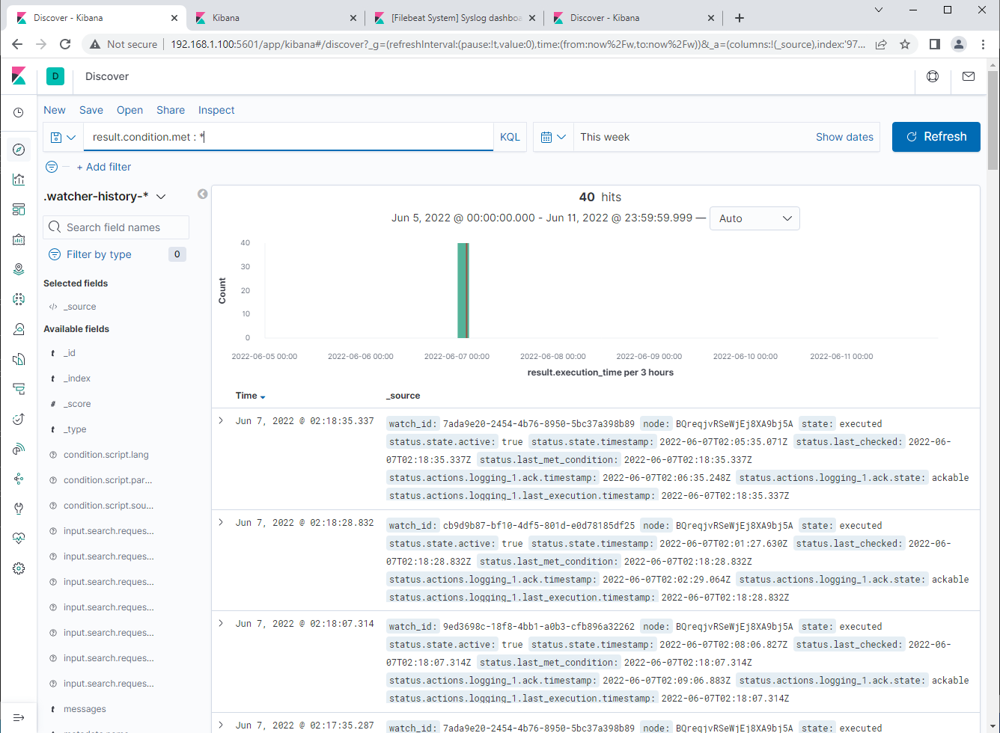 Discover - Kibana
Kibana
[Filebeat System] Syslog dashboa
Discover - Kibana
Not secure
192.168.1.100:5601/app/kibana#/discover?_g=(refreshInterval:(pause:!t,value:0),time:(from:now%2Fw,to:now%2Fw))&_a=(columns:!(_source),index:'97...
D
Discover
New Save Open Share Inspect
result.condition.met : *
KQL
This week
Show dates
Refresh
+ Add filter
.watcher-history-*
Search field names
Filter by type 0
Selected fields
</> _source
Available fields
t _id
t _index
# _score
t _type
condition.script.lang
condition.script.par...
condition.script.sou...
input.search.reques...
input.search.reques...
input.search.reques...
input.search.reques...
input.search.reques...
input.search.reques...
input.search.reques...
t messages
40 hits
Jun 5, 2022 @ 00:00:00.000 - Jun 11, 2022 @ 23:59:59.999 —
Auto
Count
40
30
20
10
0
2022-06-05 00:00 2022-06-06 00:00 2022-06-07 00:00 2022-06-08 00:00 2022-06-09 00:00 2022-06-10 00:00 2022-06-11 00:00
result.execution_time per 3 hours
Time _source
Jun 7, 2022 @ 02:18:35.337 watch_id: 7ada9e20-2454-4b76-8950-5bc37a398b89 node: BQreqjvRSeWjEj8XA9bj5A state: executed
status.state.active: true status.state.timestamp: 2022-06-07T02:05:35.071Z status.last_checked: 2022-06-
07T02:18:35.337Z status.last_met_condition: 2022-06-07T02:18:35.337Z
status.actions.logging_1.ack.timestamp: 2022-06-07T02:06:35.248Z status.actions.logging_1.ack.state: ackable
status.actions.logging_1.last_execution.timestamp: 2022-06-07T02:18:35.337Z
Jun 7, 2022 @ 02:18:28.832 watch_id: cb9d9b87-bf10-4df5-801d-e0d78185df25 node: BQreqjvRSeWjEj8XA9bj5A state: executed
status.state.active: true status.state.timestamp: 2022-06-07T02:01:27.630Z status.last_checked: 2022-06-
07T02:18:28.832Z status.last_met_condition: 2022-06-07T02:18:28.832Z
status.actions.logging_1.ack.timestamp: 2022-06-07T02:02:29.064Z status.actions.logging_1.ack.state: ackable
status.actions.logging_1.last_execution.timestamp: 2022-06-07T02:18:28.832Z
Jun 7, 2022 @ 02:18:07.314 watch_id: 9ed3698c-18f8-4bb1-a0b3-cfb896a32262 node: BQreqjvRSeWjEj8XA9bj5A state: executed
status.state.active: true status.state.timestamp: 2022-06-07T02:08:06.827Z status.last_checked: 2022-06-
07T02:18:07.314Z status.last_met_condition: 2022-06-07T02:18:07.314Z
status.actions.logging_1.ack.timestamp: 2022-06-07T02:09:06.883Z status.actions.logging_1.ack.state: ackable
status.actions.logging_1.last_execution.timestamp: 2022-06-07T02:18:07.314Z
Jun 7, 2022 @ 02:17:35.287 watch_id: 7ada9e20-2454-4b76-8950-5bc37a398b89 node: BQreqjvRSeWjEj8XA9bj5A state: executed